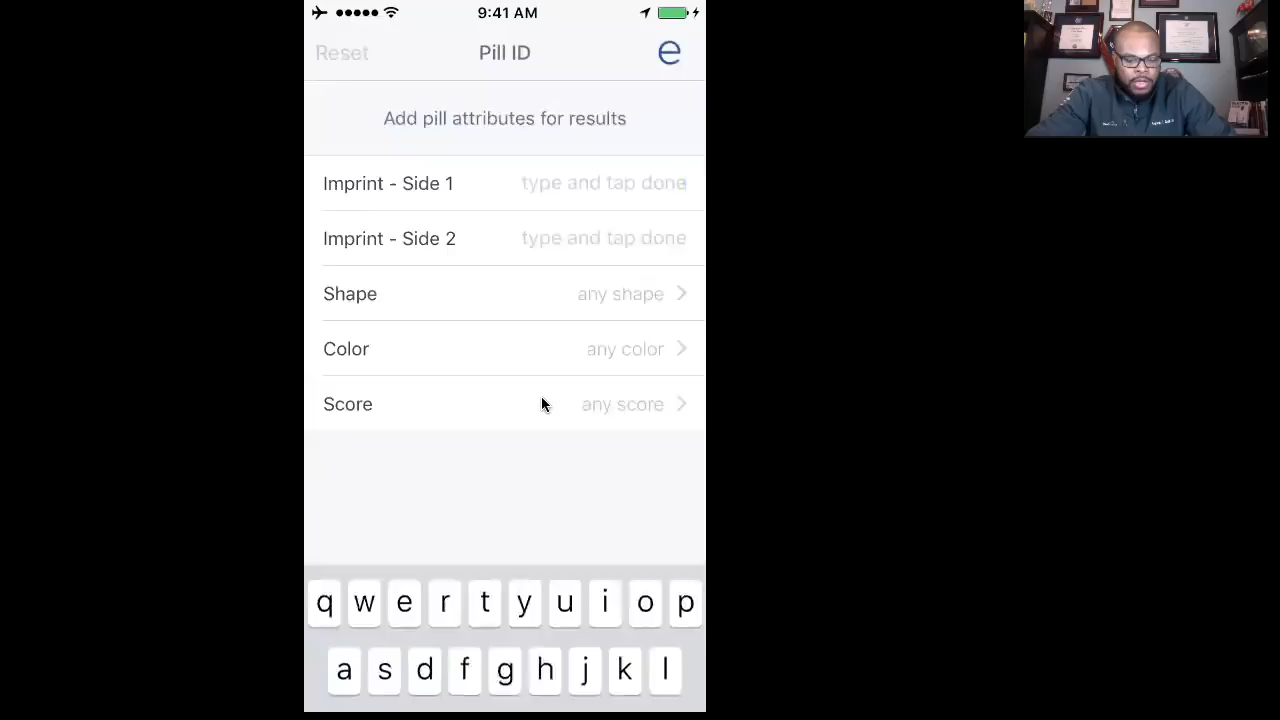 9:41 AM
Reset Pill ID e
Add pill attributes for results
Imprint - Side 1 type and tap done
Imprint - Side 2 type and tap done
Shape any shape
Color any color
Score any score
q w e r t y u i o p
a s d f g h j k l